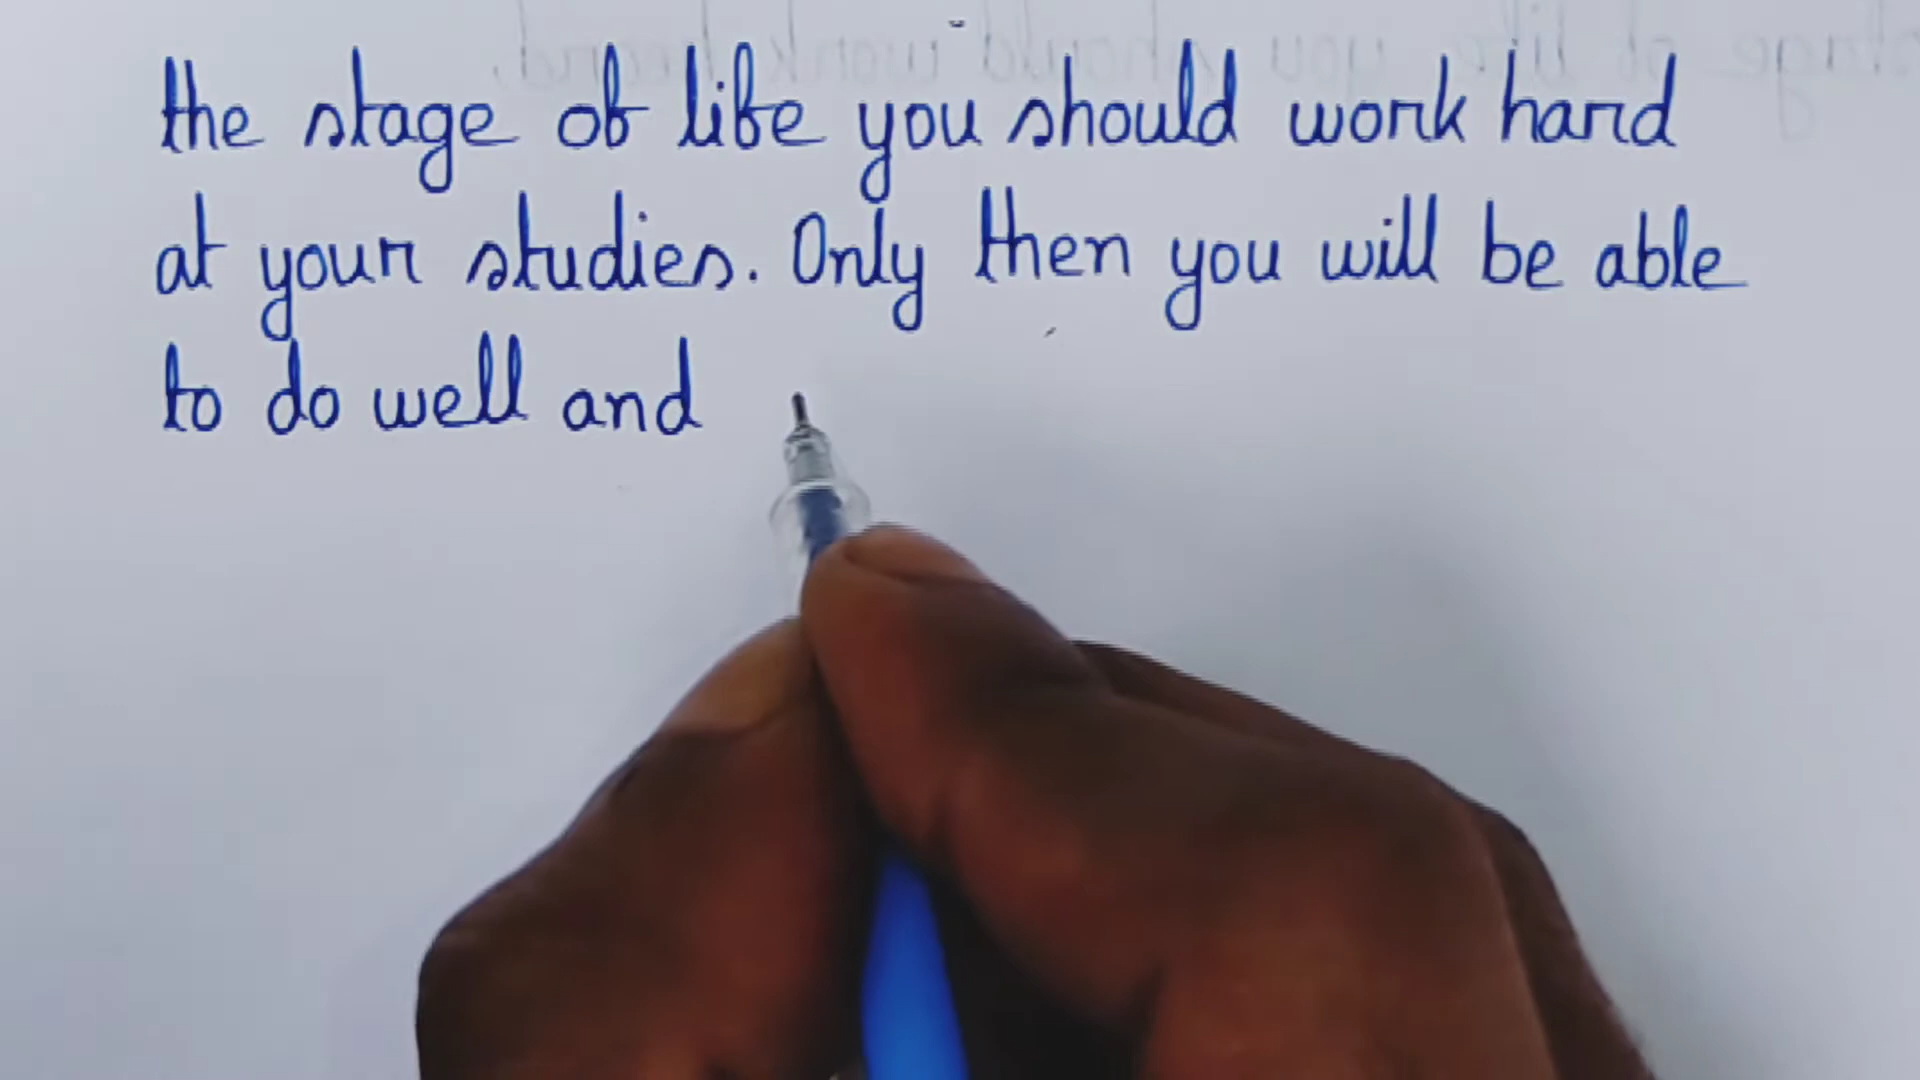 the stage of life you should work hard
at your studies. Only then you will be able
to do well and